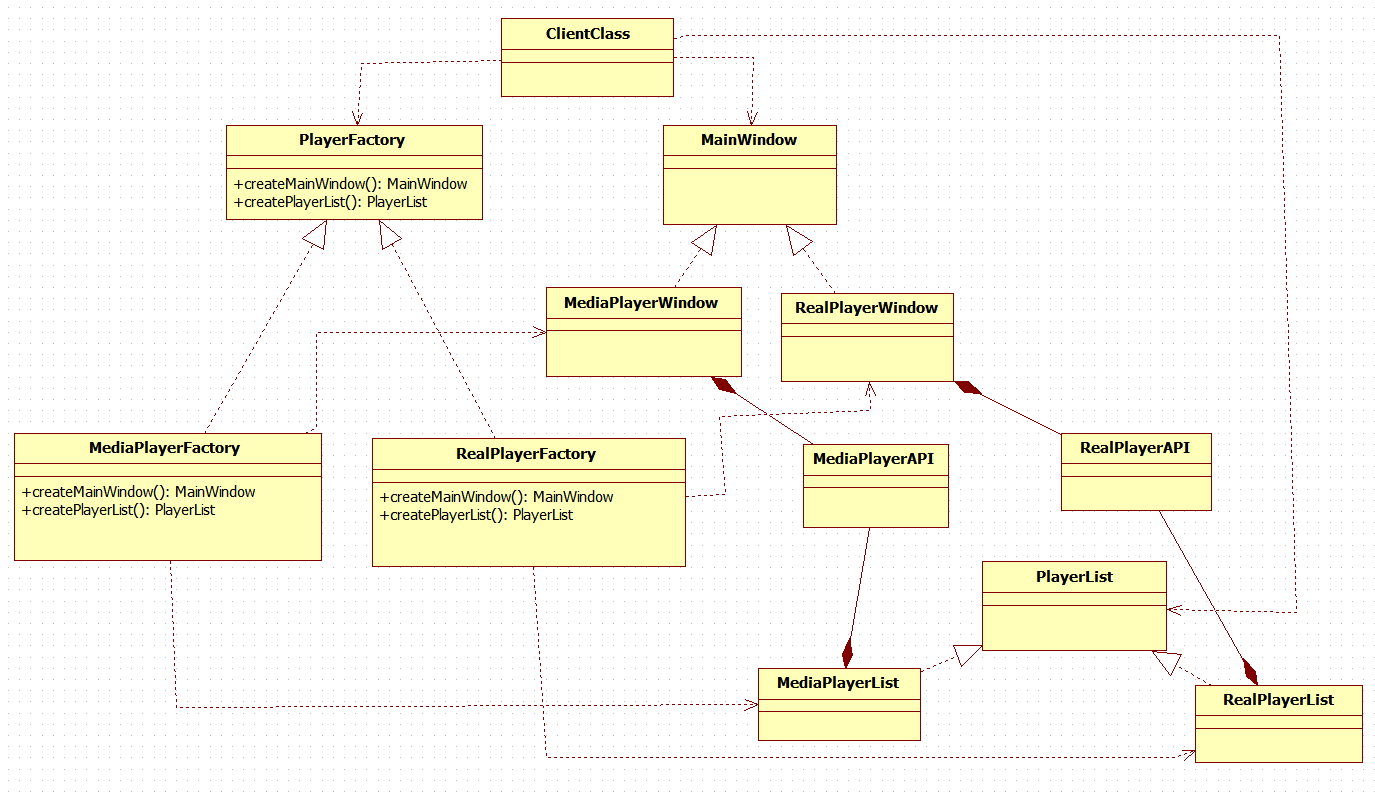 ClientClass
PlayerFactory
+createMainWindow(): MainWindow
+createPlayerList(): PlayerList
MainWindow
MediaPlayerWindow
RealPlayerWindow
MediaPlayerFactory
+createMainWindow(): MainWindow
+createPlayerList(): PlayerList
RealPlayerFactory
+createMainWindow(): MainWindow
+createPlayerList(): PlayerList
MediaPlayerAPI
RealPlayerAPI
PlayerList
MediaPlayerList
RealPlayerList